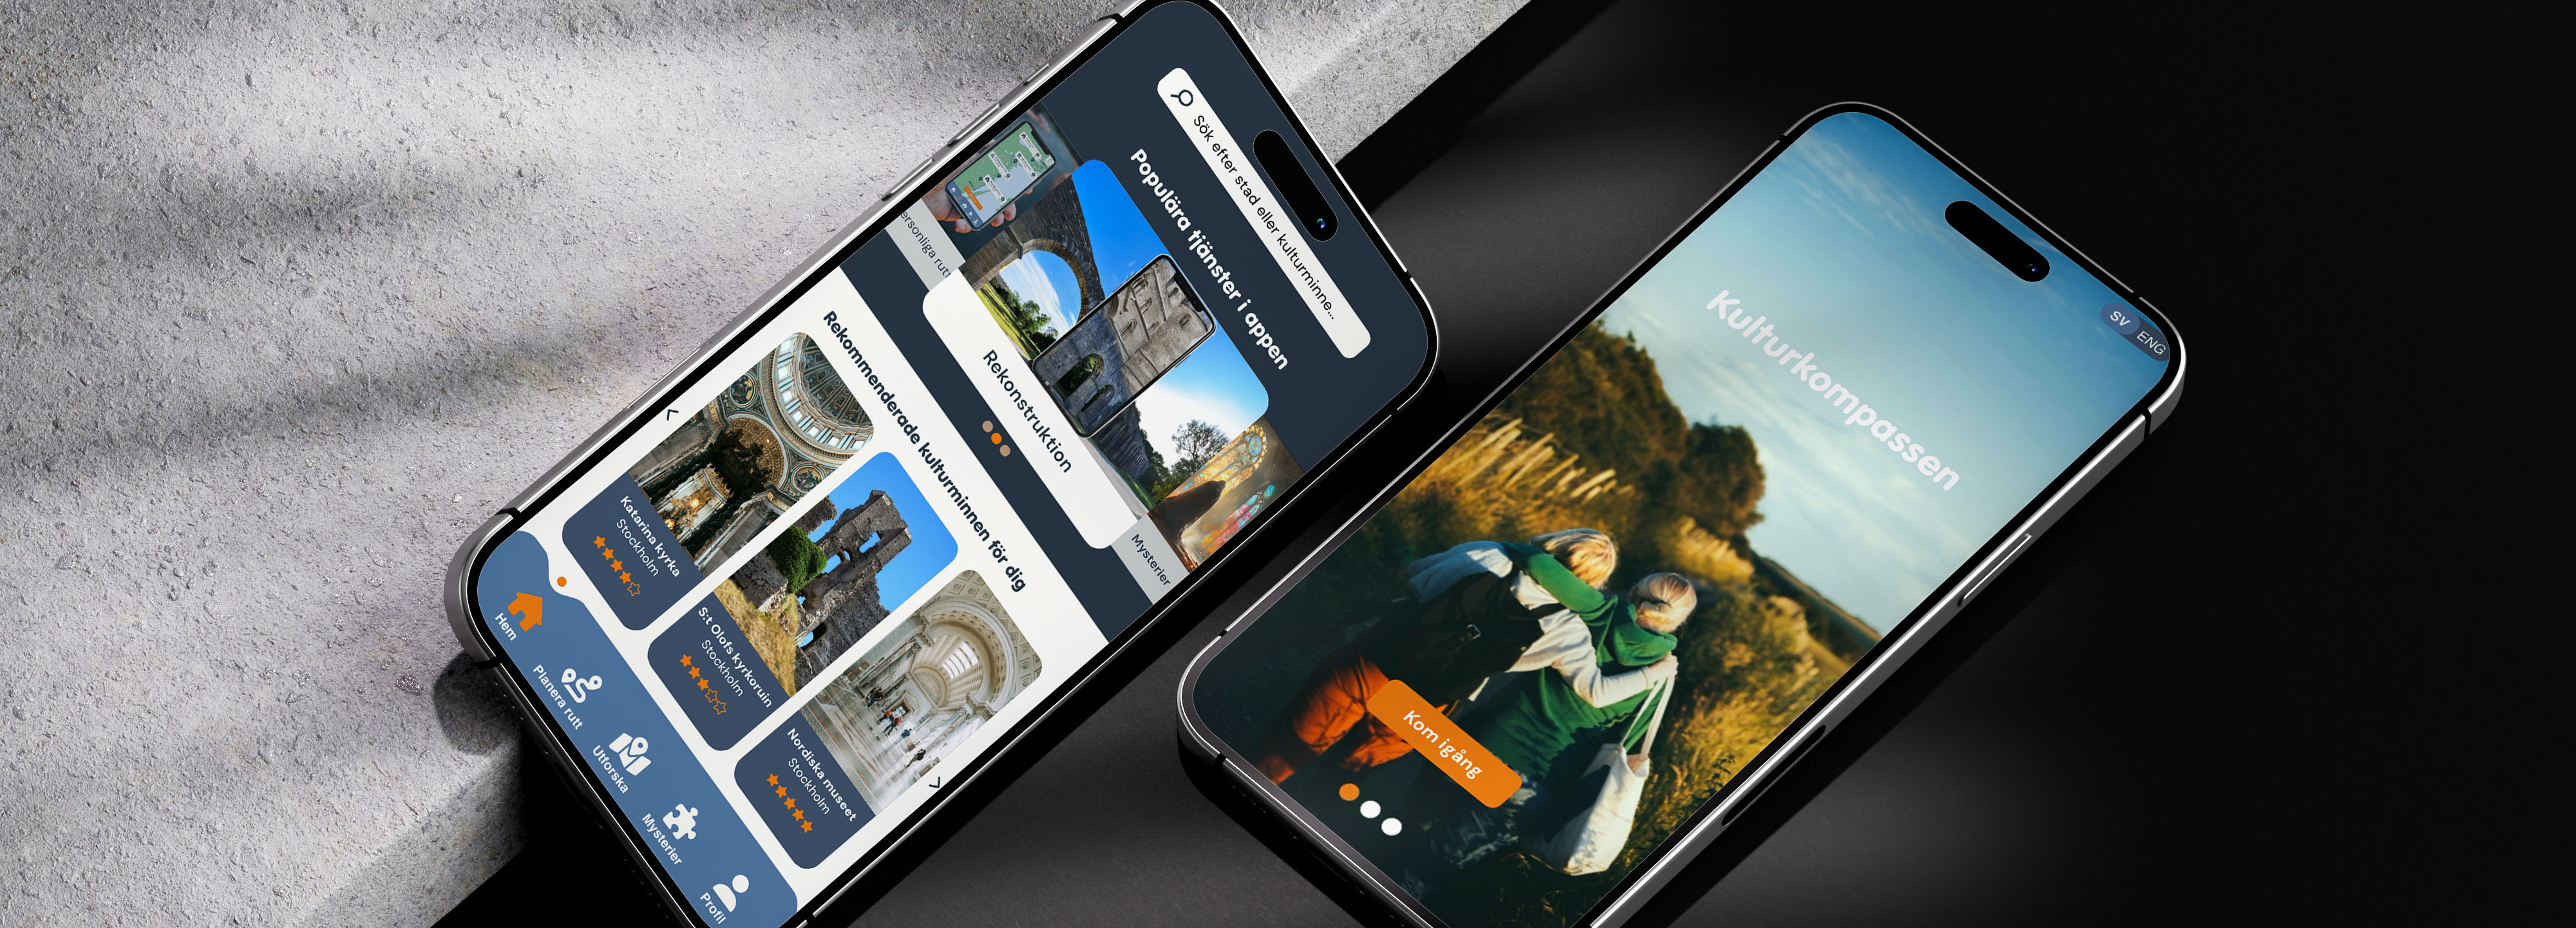 Sök efter stad eller kulturminne...
Populära tjänster i appen
ersonliga rutt
Rekonstruktion
Mysterier
Rekommenderade kulturminnen för dig
Katarina kyrka
Stockholm
S:t Olofs kyrkoruin
Stockholm
Nordiska museet
Stockholm
Hem
Planera rutt
Utforska
Mysterier
Profil
SV ENG
Kulturkompassen
Kom igång